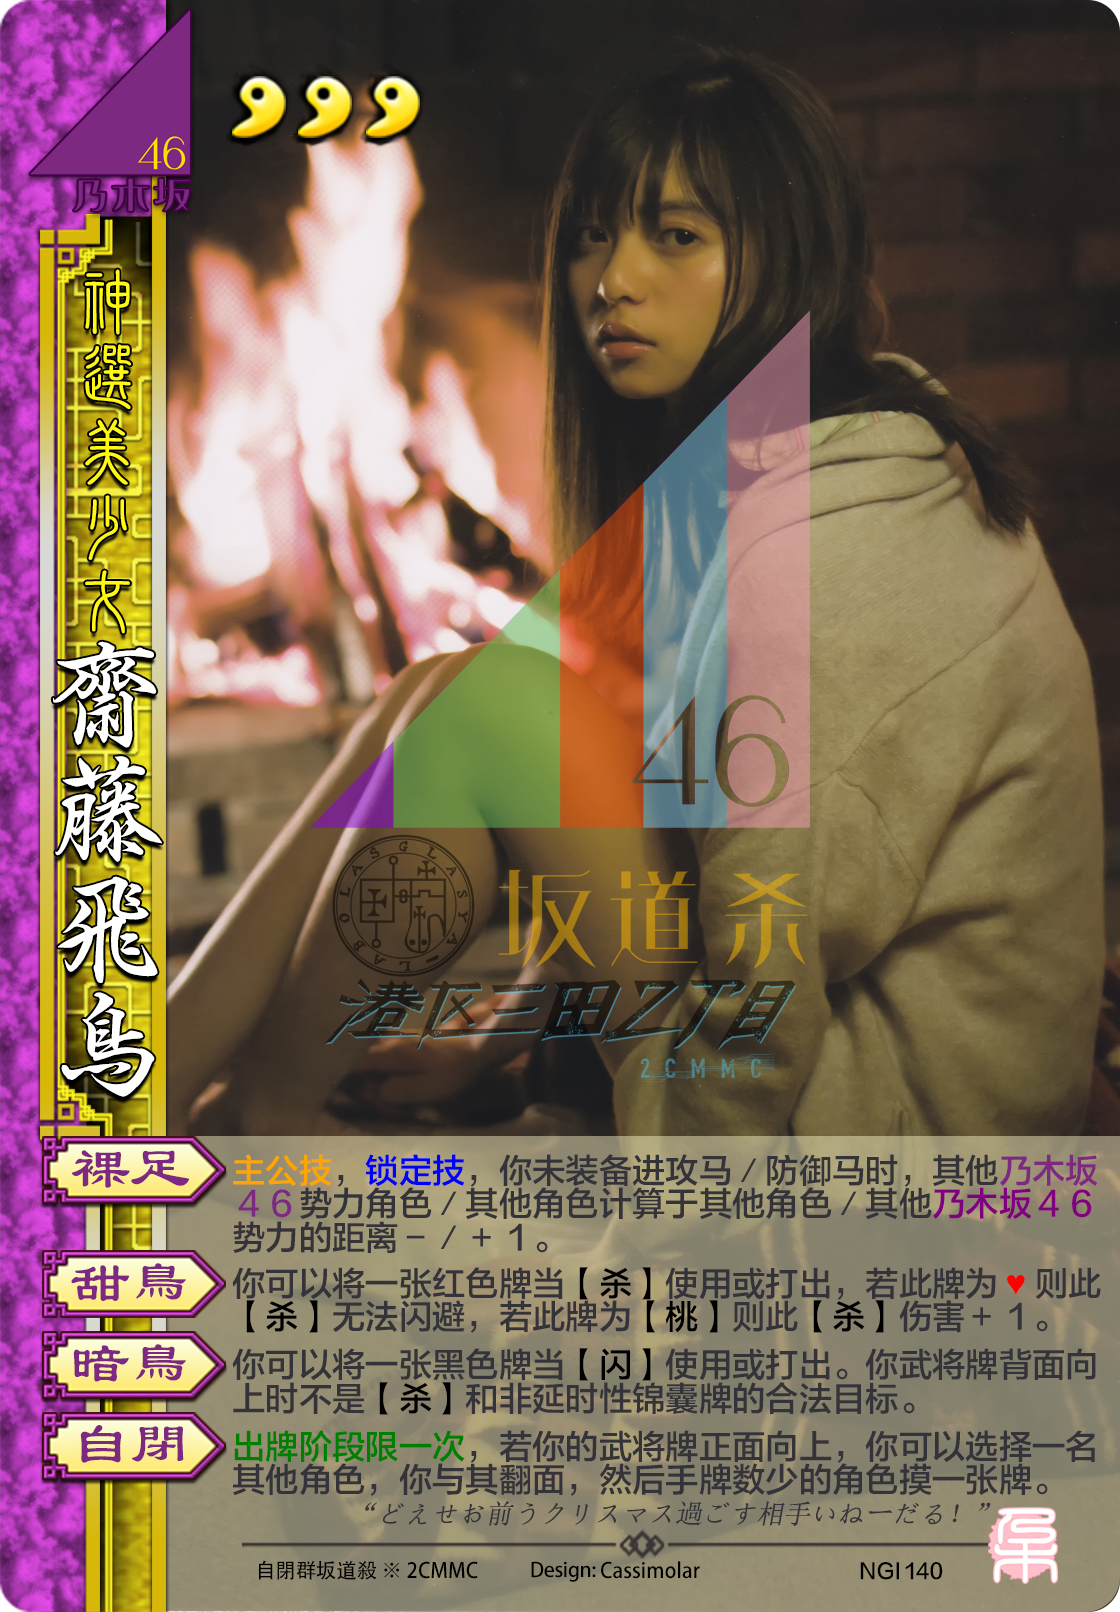 46
乃木坂
神選美少女
齋藤飛鳥
46
GLASYALABOLAS
坂道杀
港区三田2丁目
2CMMC
裸足
主公技，锁定技，你未装备进攻马／防御马时，其他乃木坂
４６势力角色／其他角色计算于其他角色／其他乃木坂４６
势力的距离－／＋１。
甜鳥
你可以将一张红色牌当【杀】使用或打出，若此牌为♥则此
【杀】无法闪避，若此牌为【桃】则此【杀】伤害＋１。
暗鳥
你可以将一张黑色牌当【闪】使用或打出。你武将牌背面向
上时不是【杀】和非延时性锦囊牌的合法目标。
自閉
出牌阶段限一次，若你的武将牌正面向上，你可以选择一名
其他角色，你与其翻面，然后手牌数少的角色摸一张牌。
“どえせお前うクリスマス過ごす相手いねーだる！”
自閉群坂道殺 ※ 2CMMC
Design: Cassimolar
NGI140